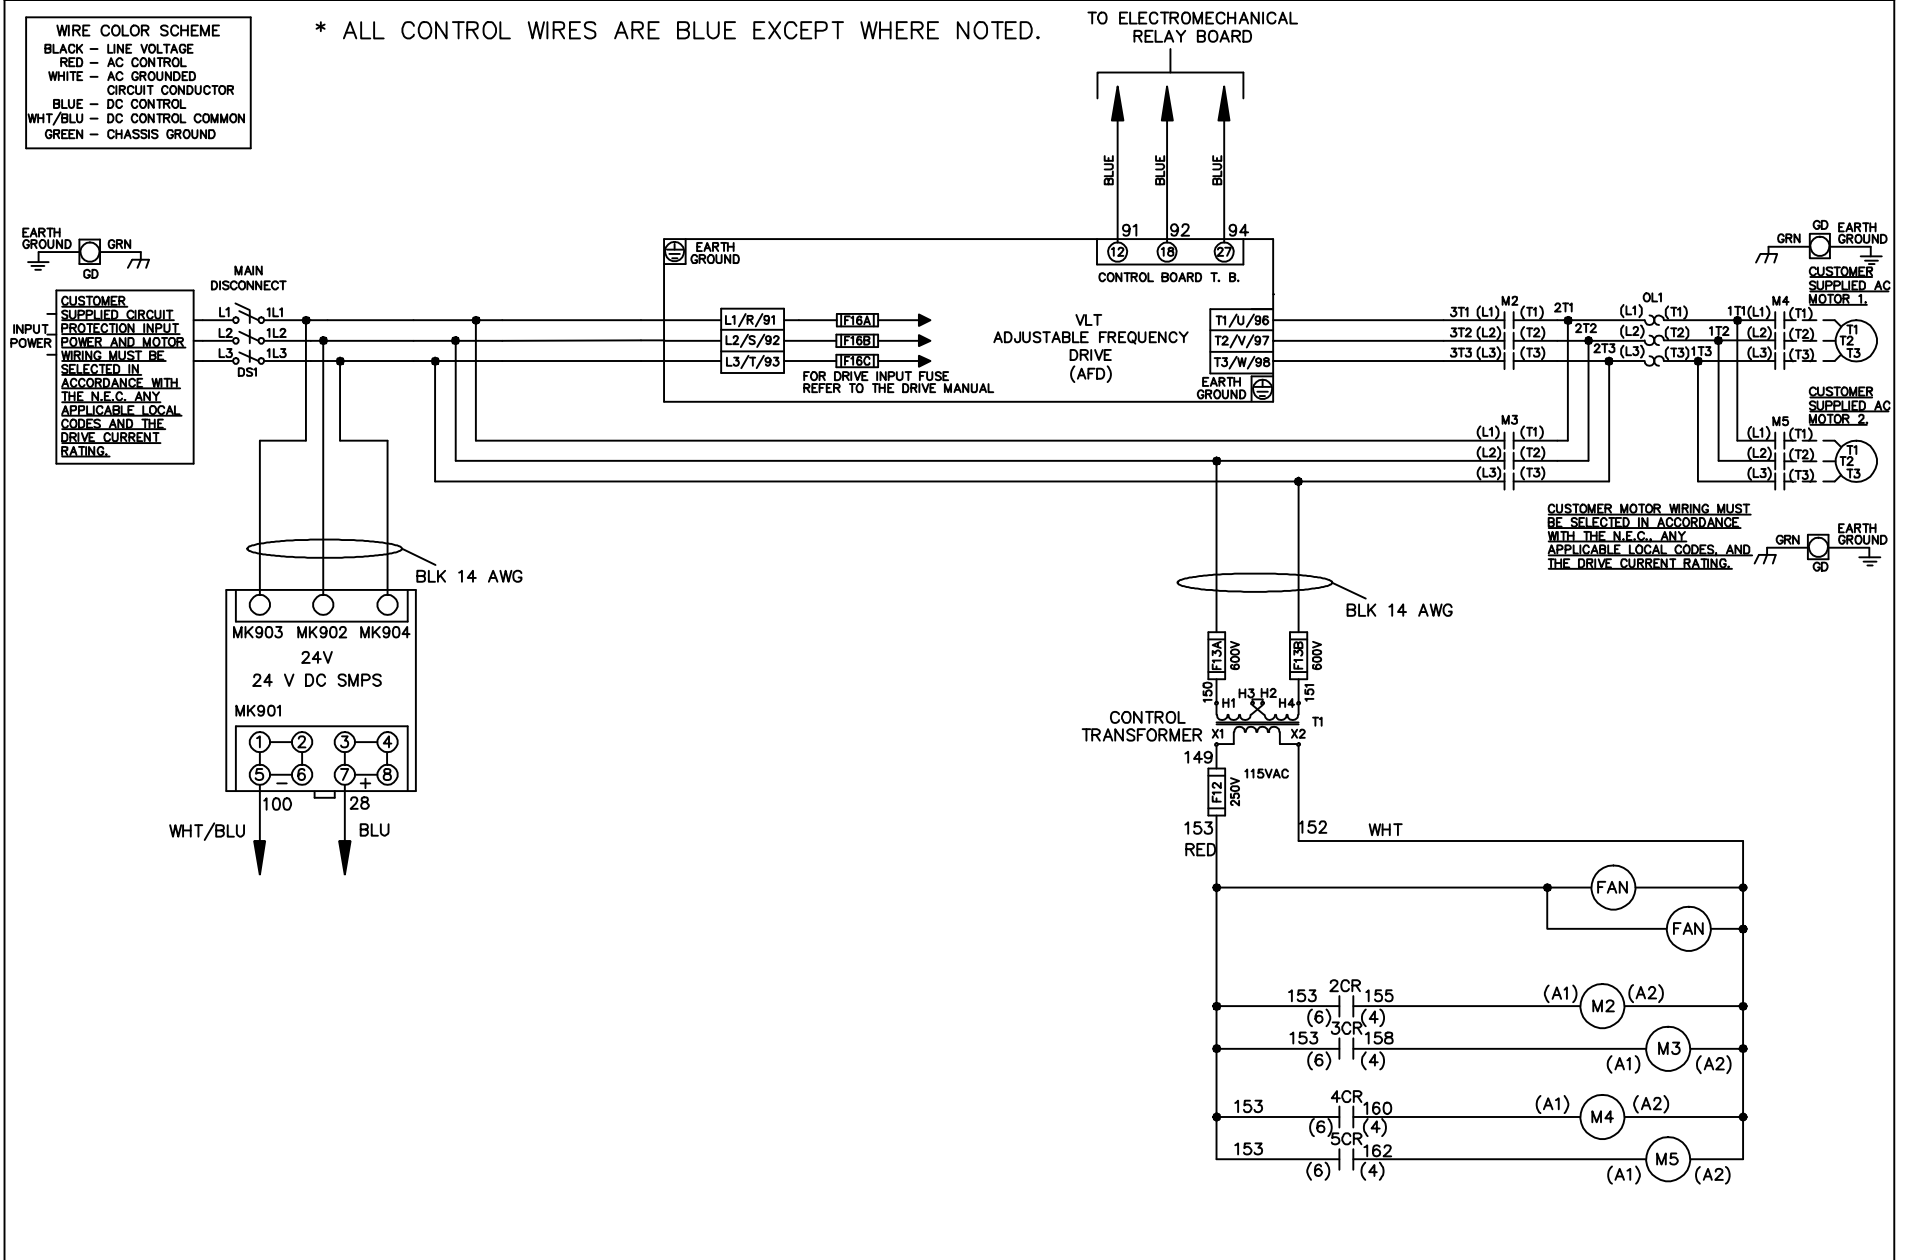 WIRE COLOR SCHEME
BLACK – LINE VOLTAGE
RED – AC CONTROL
WHITE – AC GROUNDED
CIRCUIT CONDUCTOR
BLUE – DC CONTROL
WHT/BLU – DC CONTROL COMMON
GREEN – CHASSIS GROUND
* ALL CONTROL WIRES ARE BLUE EXCEPT WHERE NOTED.
TO ELECTROMECHANICAL
RELAY BOARD
BLUE
BLUE
BLUE
91
92
94
12
18
27
CONTROL BOARD T. B.
EARTH
GROUND
GRN
GD
MAIN
DISCONNECT
INPUT
POWER
CUSTOMER
SUPPLIED CIRCUIT
PROTECTION INPUT
POWER AND MOTOR
WIRING MUST BE
SELECTED IN
ACCORDANCE WITH
THE N.E.C. ANY
APPLICABLE LOCAL
CODES AND THE
DRIVE CURRENT
RATING.
L1 1L1
L2 1L2
L3 1L3
DS1
EARTH
GROUND
L1/R/91
L2/S/92
L3/T/93
IF16A
IF16B
IF16C
FOR DRIVE INPUT FUSE
REFER TO THE DRIVE MANUAL
VLT
ADJUSTABLE FREQUENCY
DRIVE
(AFD)
T1/U/96
T2/V/97
T3/W/98
EARTH
GROUND
M2
3T1 (L1) (T1) 2T1
3T2 (L2) (T2) 2T2
3T3 (L3) (T3) 2T3
OL1
(L1) (T1) 1T1
(L2) (T2) 1T2
(L3) (T3) 1T3
M4
(L1) (T1)
(L2) (T2)
(L3) (T3)
T1
T2
T3
GD
GRN
EARTH
GROUND
CUSTOMER
SUPPLIED AC
MOTOR 1.
M3
(L1) (T1)
(L2) (T2)
(L3) (T3)
CUSTOMER
SUPPLIED AC
MOTOR 2.
M5
(L1) (T1)
(L2) (T2)
(L3) (T3)
T1
T2
T3
CUSTOMER MOTOR WIRING MUST
BE SELECTED IN ACCORDANCE
WITH THE N.E.C., ANY
APPLICABLE LOCAL CODES, AND
THE DRIVE CURRENT RATING.
GRN
GD
EARTH
GROUND
BLK 14 AWG
MK903 MK902 MK904
24V
24 V DC SMPS
MK901
1 2 3 4
5 – 6 7 + 8
100
28
WHT/BLU
BLU
BLK 14 AWG
F13A
600V
F13B
600V
150
151
H1 H3 H2 H4
CONTROL
TRANSFORMER
T1
X1 X2
149
115VAC
F12
250V
153
RED
152
WHT
FAN
FAN
153 2CR 155
(6) (4)
(A1) M2 (A2)
153 3CR 158
(6) (4)
(A1) M3 (A2)
153 4CR 160
(6) (4)
(A1) M4 (A2)
153 5CR 162
(6) (4)
(A1) M5 (A2)